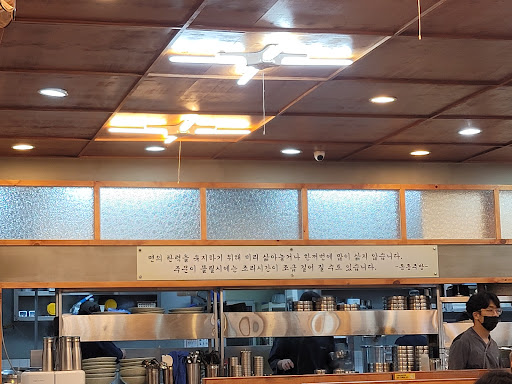 면의 원력을 유지하기 위해 미리 삶아놓거나 한꺼번에 많이 삶지 않습니다.
주문이 몰릴시에는 조리시간이 조금 길어 질 수도 있습니다.